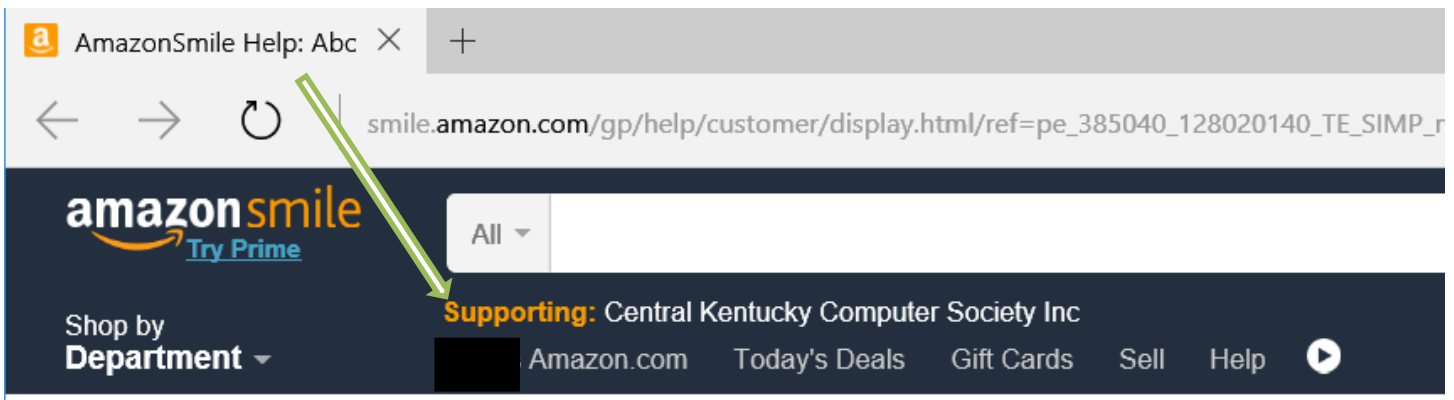 AmazonSmile Help: Abc
smile.amazon.com/gp/help/customer/display.html/ref=pe_385040_128020140_TE_SIMP_
amazonsmile
Try Prime
All
Supporting: Central Kentucky Computer Society Inc
Shop by
Department
Amazon.com Today's Deals Gift Cards Sell Help